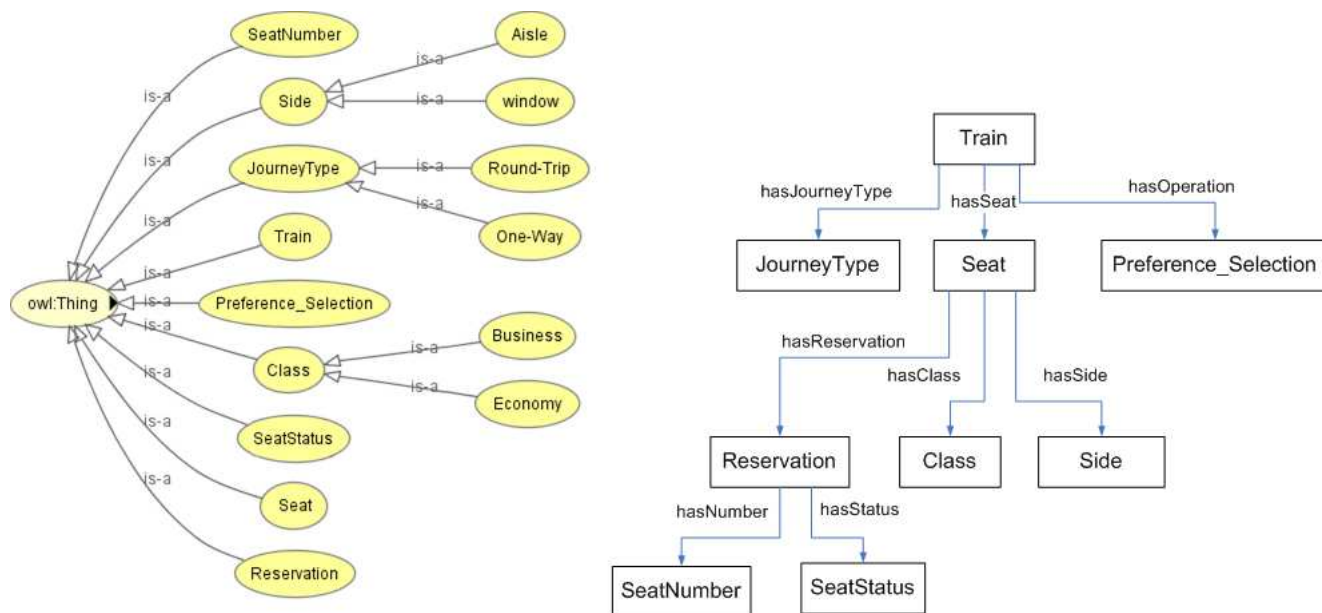 SeatNumber
Aisle
is-a
is-a
Side
is-a
window
is-a
JourneyType
is-a
Round-Trip
is-a
is-a
Train
One-Way
is-a
owl:Thing
is-a
Preference_Selection
is-a
Business
Class
is-a
is-a
is-a
Economy
SeatStatus
is-a
is-a
Seat
Reservation
Train
hasJourneyType
hasSeat
hasOperation
JourneyType
Seat
Preference_Selection
hasReservation
hasClass
hasSide
Reservation
Class
Side
hasNumber
hasStatus
SeatNumber
SeatStatus